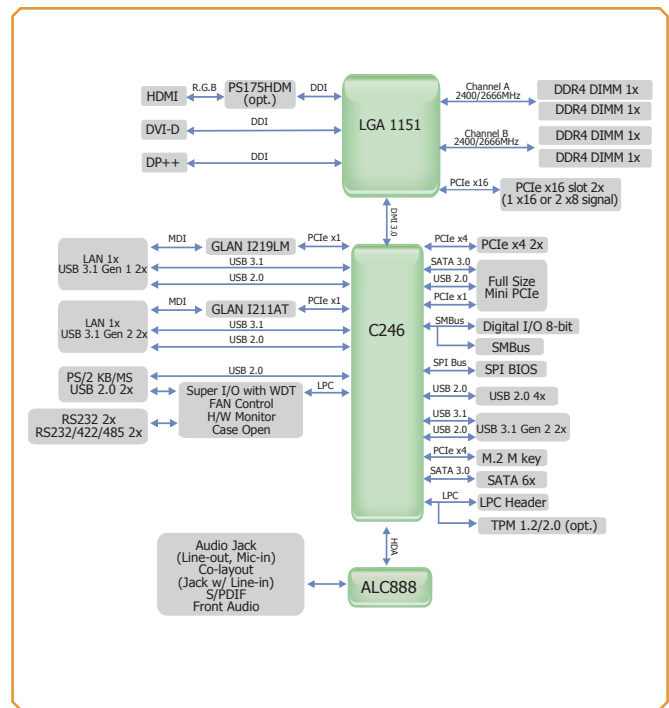 HDMI
R.G.B
PS175HDM
(opt.)
DDI
DVI-D
DDI
DP++
DDI
LGA 1151
Channel A
2400/2666MHz
DDR4 DIMM 1x
DDR4 DIMM 1x
Channel B
2400/2666MHz
DDR4 DIMM 1x
DDR4 DIMM 1x
PCIe x16
PCIe x16 slot 2x
(1 x16 or 2 x8 signal)
DMI 3.0
LAN 1x
USB 3.1 Gen 1 2x
MDI
GLAN I219LM
PCIe x1
USB 3.1
USB 2.0
LAN 1x
USB 3.1 Gen 2 2x
MDI
GLAN I211AT
PCIe x1
USB 3.1
USB 2.0
PS/2 KB/MS
USB 2.0 2x
USB 2.0
Super I/O with WDT
FAN Control
H/W Monitor
Case Open
LPC
RS232 2x
RS232/422/485 2x
C246
PCIe x4
PCIe x4 2x
SATA 3.0
USB 2.0
PCIe x1
Full Size
Mini PCIe
SMBus
Digital I/O 8-bit
SMBus
SPI Bus
SPI BIOS
USB 2.0
USB 2.0 4x
USB 3.1
USB 2.0
USB 3.1 Gen 2 2x
PCIe x4
M.2 M key
SATA 3.0
SATA 6x
LPC
LPC Header
TPM 1.2/2.0 (opt.)
HDA
Audio Jack
(Line-out, Mic-in)
Co-layout
(Jack w/ Line-in)
S/PDIF
Front Audio
ALC888